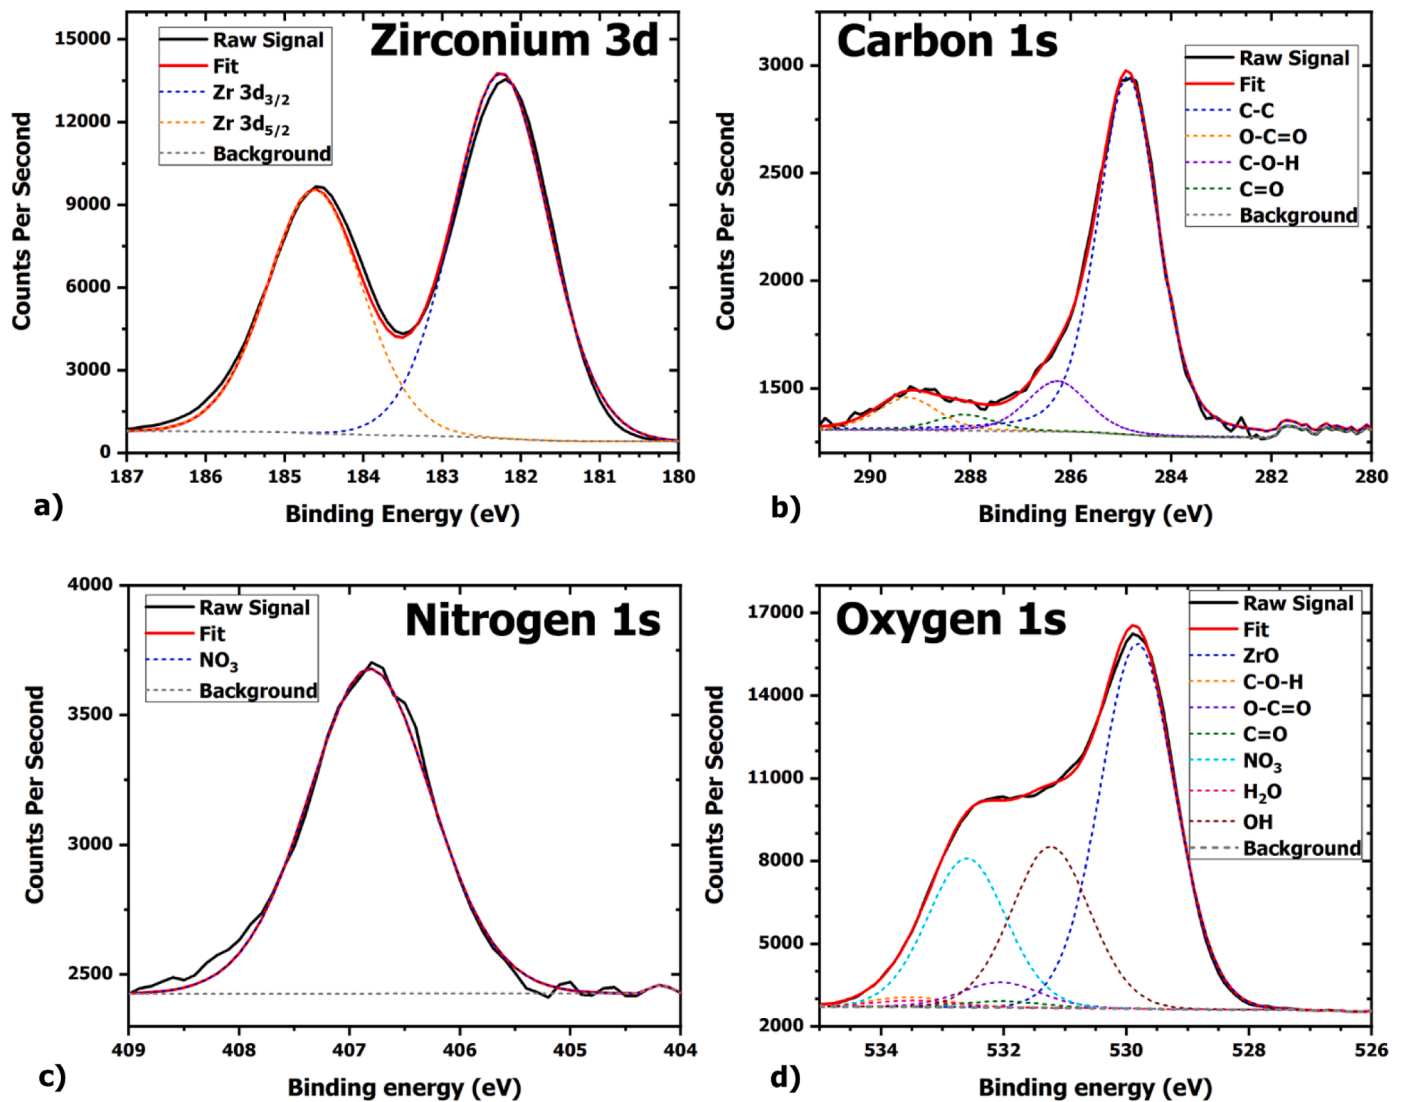 Zirconium 3d
Raw Signal
Fit
Zr 3d3/2
Zr 3d5/2
Background
15000
12000
9000
6000
3000
0
Counts Per Second
187 186 185 184 183 182 181 180
Binding Energy (eV)
a)
Carbon 1s
Raw Signal
Fit
C-C
O-C=O
C-O-H
C=O
Background
3000
2500
2000
1500
Counts Per Second
290 288 286 284 282 280
Binding Energy (eV)
b)
Nitrogen 1s
Raw Signal
Fit
NO3
Background
4000
3500
3000
2500
Counts Per Second
409 408 407 406 405 404
Binding energy (eV)
c)
Oxygen 1s
Raw Signal
Fit
ZrO
C-O-H
O-C=O
C=O
NO3
H2O
OH
Background
17000
14000
11000
8000
5000
2000
Counts Per Second
534 532 530 528 526
Binding energy (eV)
d)